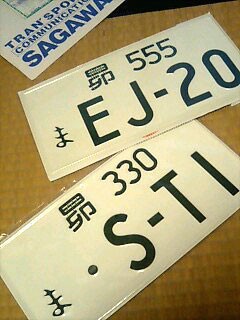 TRANSPO
COMMUNICATI
SAGAWA
昴 555
ま EJ-20
昴 330
ま ・S-TI